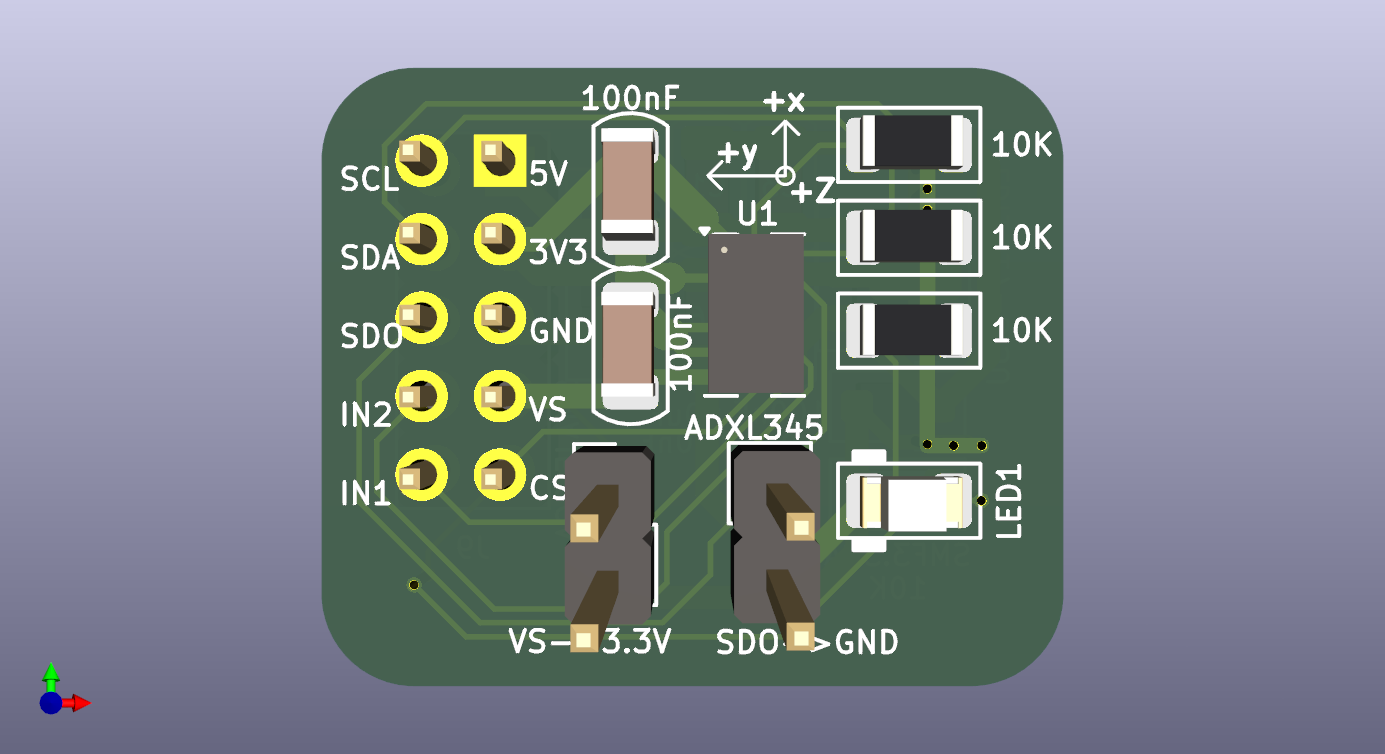 100nF
+x
+y
+Z
U1
10K
10K
10K
SCL
5V
SDA
3V3
SDO
GND
IN2
VS
IN1
CS
100nF
ADXL345
LED1
VS-
3.3V
SDO
>GND